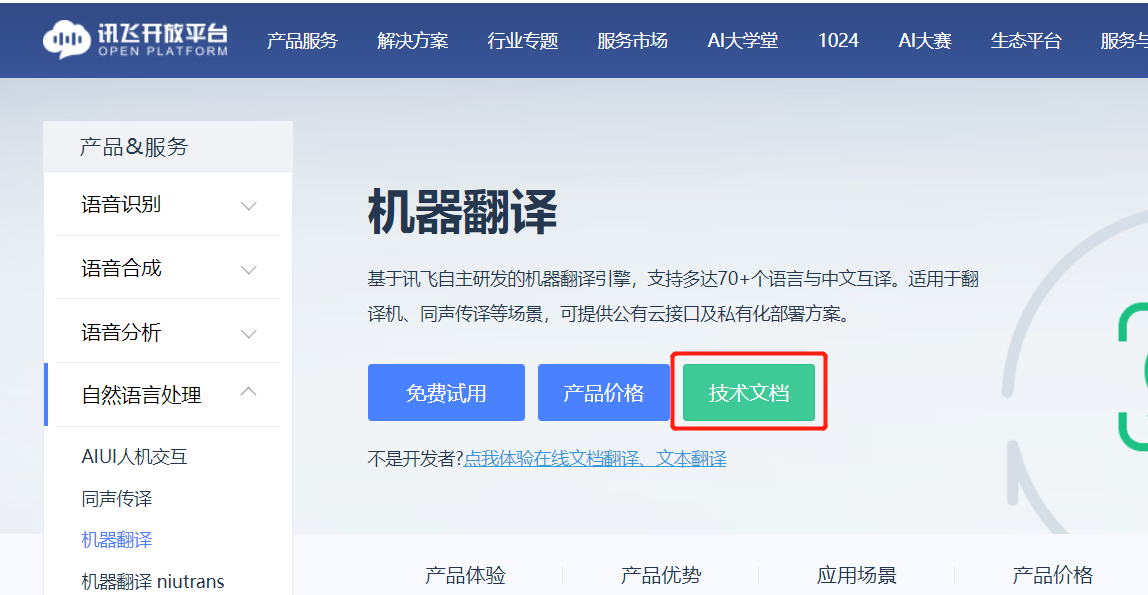 讯飞开放平台
OPEN PLATFORM
产品服务 解决方案 行业专题 服务市场 AI大学堂 1024 AI大赛 生态平台 服务与
产品&服务
语音识别
语音合成
语音分析
自然语言处理
AIUI人机交互
同声传译
机器翻译
机器翻译 niutrans
机器翻译
基于讯飞自主研发的机器翻译引擎，支持多达70+个语言与中文互译。适用于翻
译机、同声传译等场景，可提供公有云接口及私有化部署方案。
免费试用 产品价格 技术文档
不是开发者?点我体验在线文档翻译、文本翻译
产品体验 产品优势 应用场景 产品价格